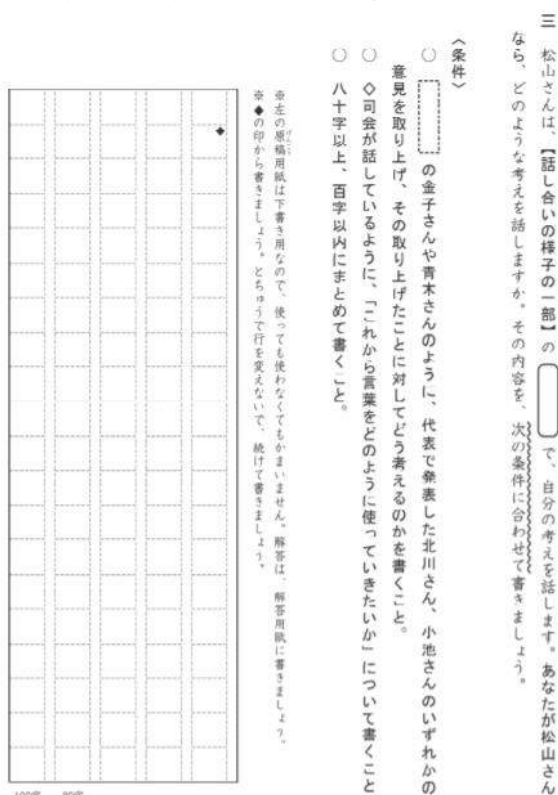 三 松山さんは、【話し合いの様子の一部】の で、自分の考えを話します。あなたが松山さん
なら、どのような考えを話しますか。その内容を、次の条件に合わせて書きましょう。
〈条件〉
○ の金子さんや青木さんのように、代表で発表した北川さん、小池さんのいずれかの
意見を取り上げ、その取り上げたことに対してどう考えるのかを書くこと。
○ ◇司会が話しているように、「これから言葉をどのように使っていきたいか」について書くこと
○ 八十字以上、百字以内にまとめて書くこと。
※左の原稿用紙は下書き用なので、使っても使わなくてもかまいません。解答は、解答用紙に書きましょう。
※◆の印から書きましょう。とちゅうで行を変えないで、続けて書きましょう。
◆
100字 80字